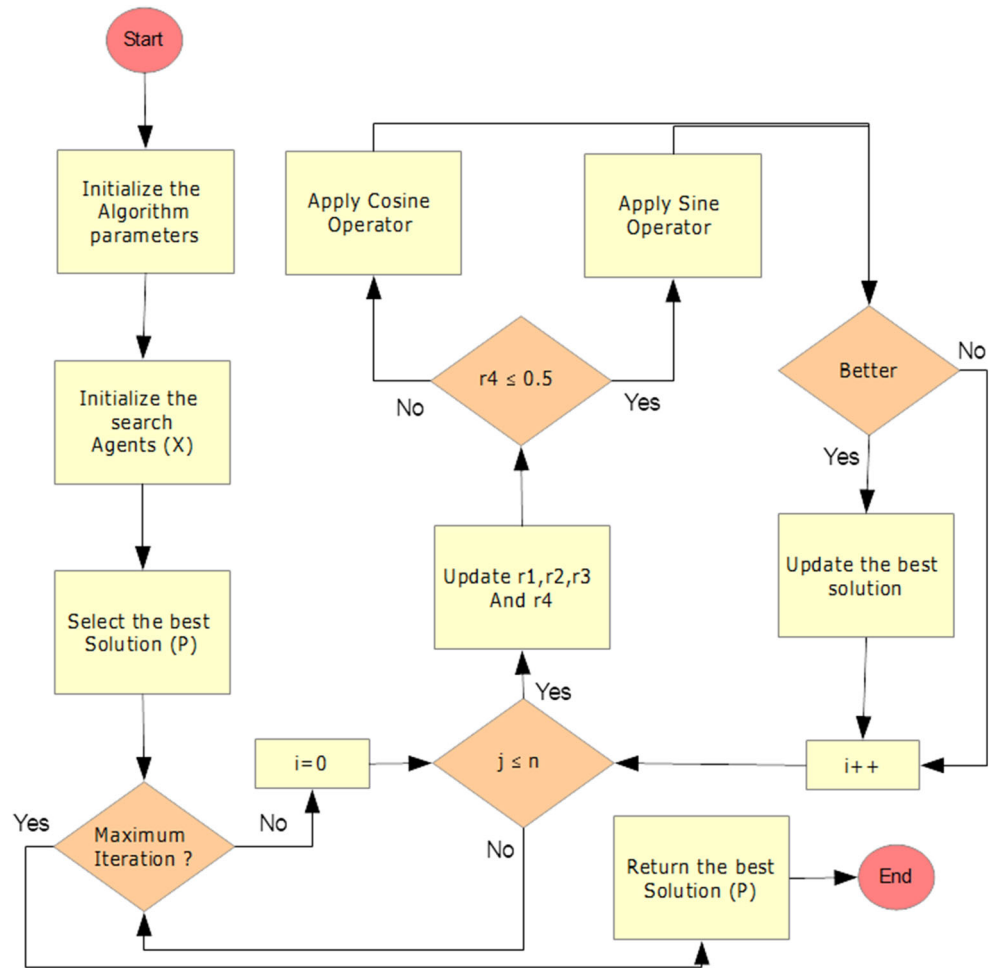 Start
Initialize the
Algorithm
parameters
Initialize the
search
Agents (X)
Select the best
Solution (P)
Maximum
Iteration ?
Yes
No
i=0
j ≤ n
Yes
No
Update r1,r2,r3
And r4
r4 ≤ 0.5
No
Yes
Apply Cosine
Operator
Apply Sine
Operator
Better
No
Yes
Update the best
solution
i++
Return the best
Solution (P)
End